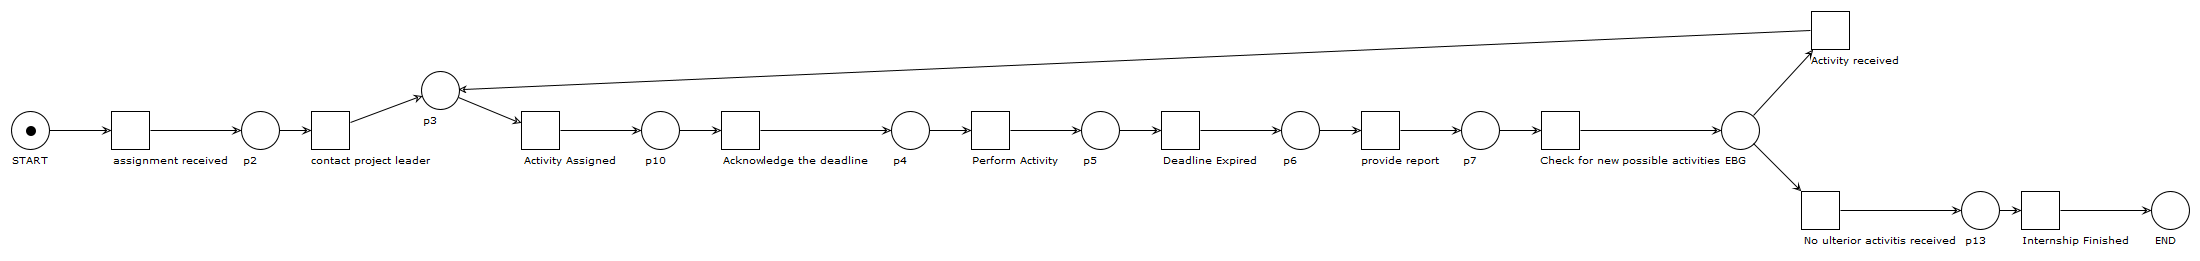 Activity received
p3
START
assignment received
p2
contact project leader
Activity Assigned
p10
Acknowledge the deadline
p4
Perform Activity
p5
Deadline Expired
p6
provide report
p7
Check for new possible activities
EBG
No ulterior activitis received
p13
Internship Finished
END